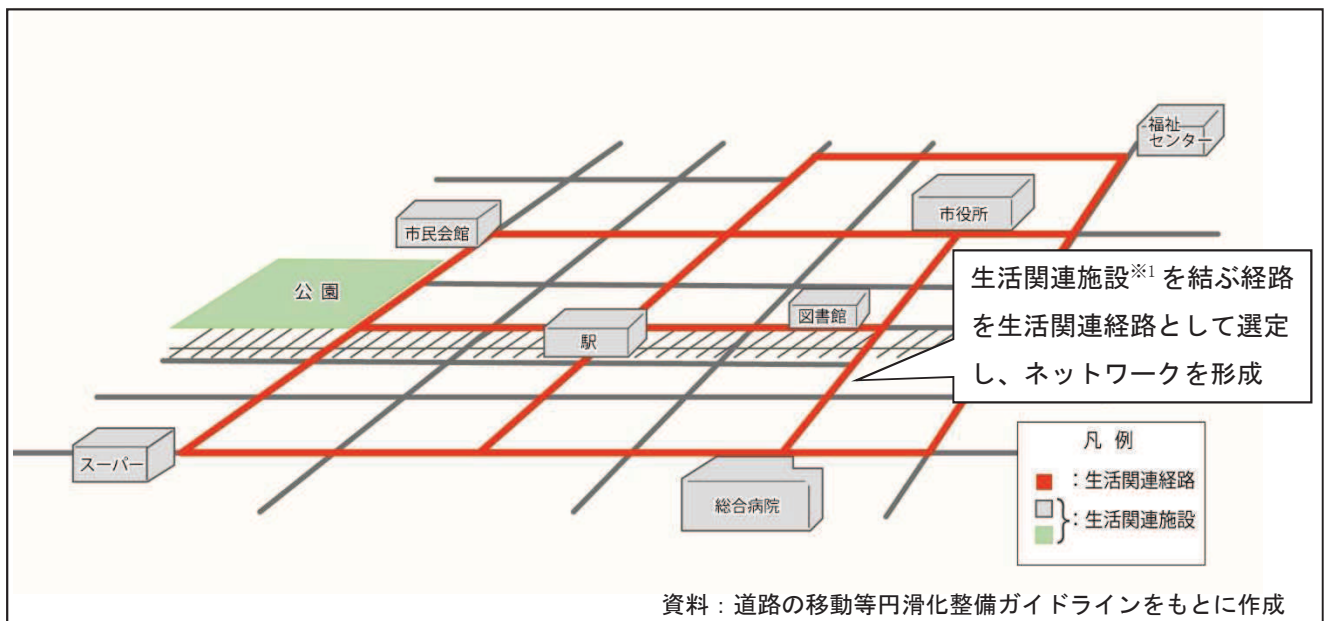 福祉
センター
市役所
市民会館
公 園
図書館
駅
生活関連施設※1 を結ぶ経路
を生活関連経路として選定
し、ネットワークを形成
スーパー
総合病院
凡 例
：生活関連経路
：生活関連施設
資料：道路の移動等円滑化整備ガイドラインをもとに作成